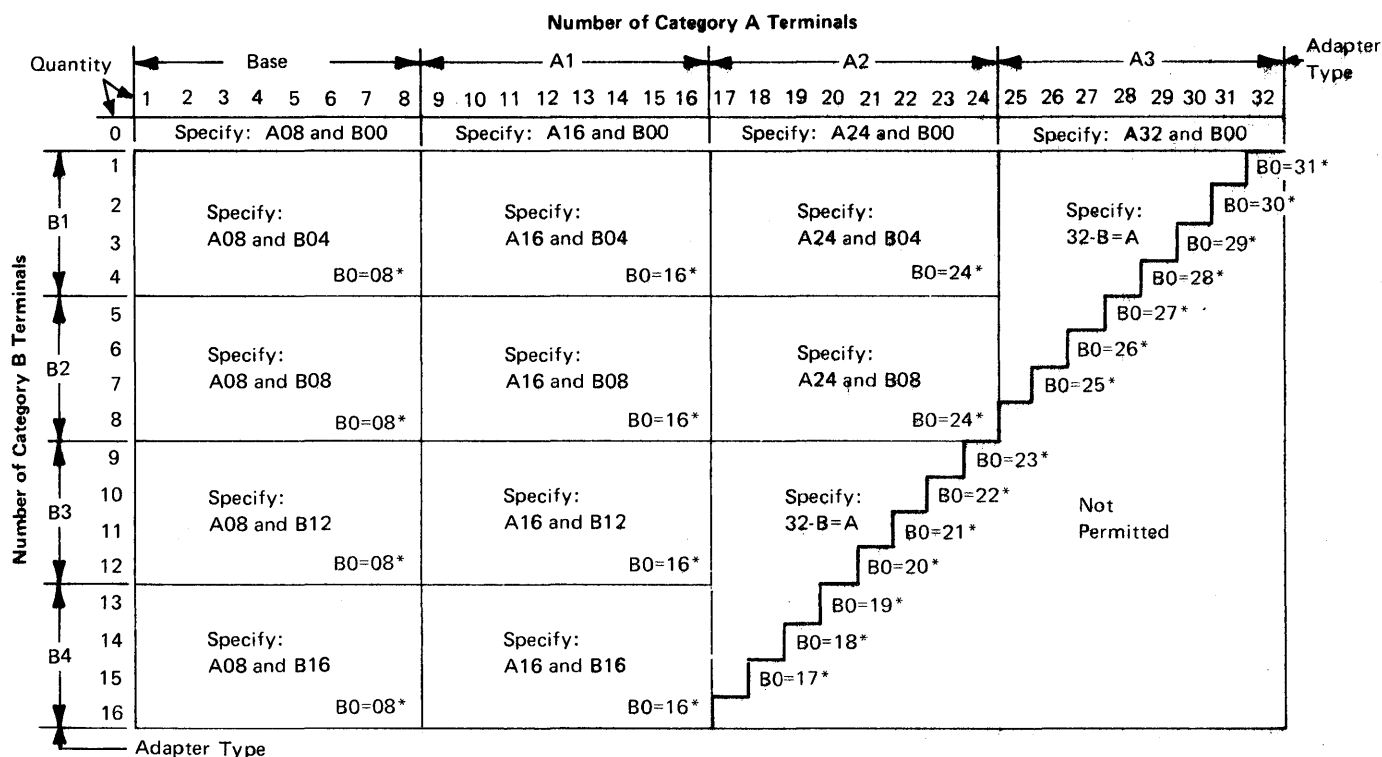 Number of Category A Terminals
Quantity
Base
A1
A2
A3
Adapter
Type
1 2 3 4 5 6 7 8 9 10 11 12 13 14 15 16 17 18 19 20 21 22 23 24 25 26 27 28 29 30 31 32
0
Specify: A08 and B00
Specify: A16 and B00
Specify: A24 and B00
Specify: A32 and B00
Number of Category B Terminals
B1
1
2
3
4
Specify:
A08 and B04
B0=08*
Specify:
A16 and B04
B0=16*
Specify:
A24 and B04
B0=24*
Specify:
32-B=A
B0=31*
B0=30*
B0=29*
B0=28*
B2
5
6
7
8
Specify:
A08 and B08
B0=08*
Specify:
A16 and B08
B0=16*
Specify:
A24 and B08
B0=24*
B0=27*
B0=26*
B0=25*
B3
9
10
11
12
Specify:
A08 and B12
B0=08*
Specify:
A16 and B12
B0=16*
Specify:
32-B=A
B0=23*
B0=22*
B0=21*
B0=20*
Not
Permitted
B4
13
14
15
16
Specify:
A08 and B16
B0=08*
Specify:
A16 and B16
B0=16*
B0=19*
B0=18*
B0=17*
Adapter Type